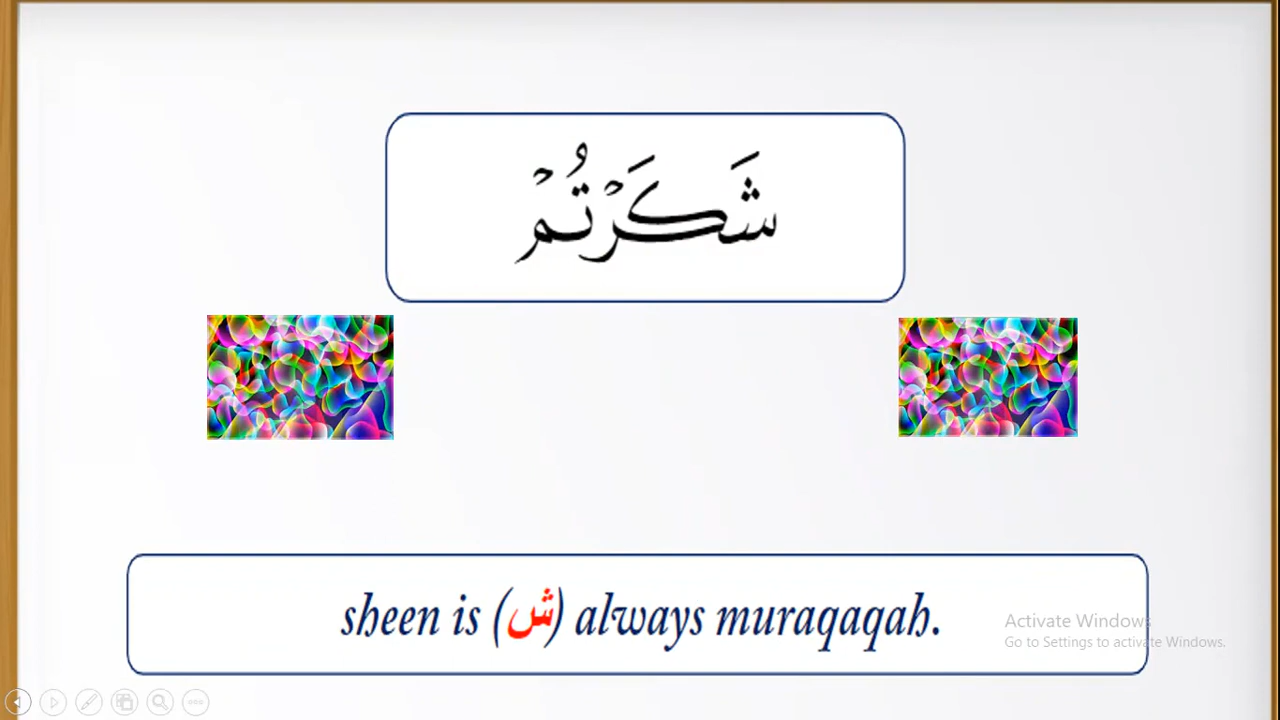 شَكَرْتُمْ
sheen is (ش) always muraqaqah.
Activate Windows
Go to Settings to activate Windows.